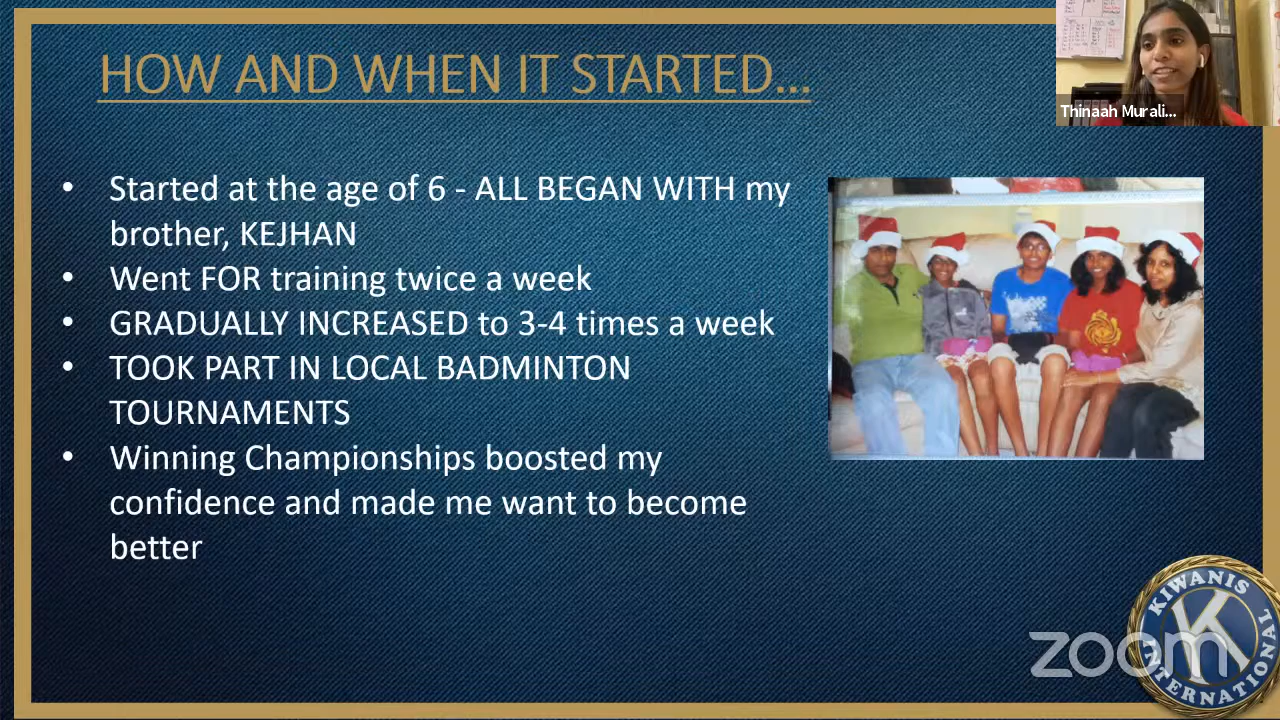 HOW AND WHEN IT STARTED...
Thinaah Murali...
• Started at the age of 6 - ALL BEGAN WITH my
brother, KEJHAN
• Went FOR training twice a week
• GRADUALLY INCREASED to 3-4 times a week
• TOOK PART IN LOCAL BADMINTON
TOURNAMENTS
• Winning Championships boosted my
confidence and made me want to become
better
KIWANIS
K
INTERNATIONAL
zoom